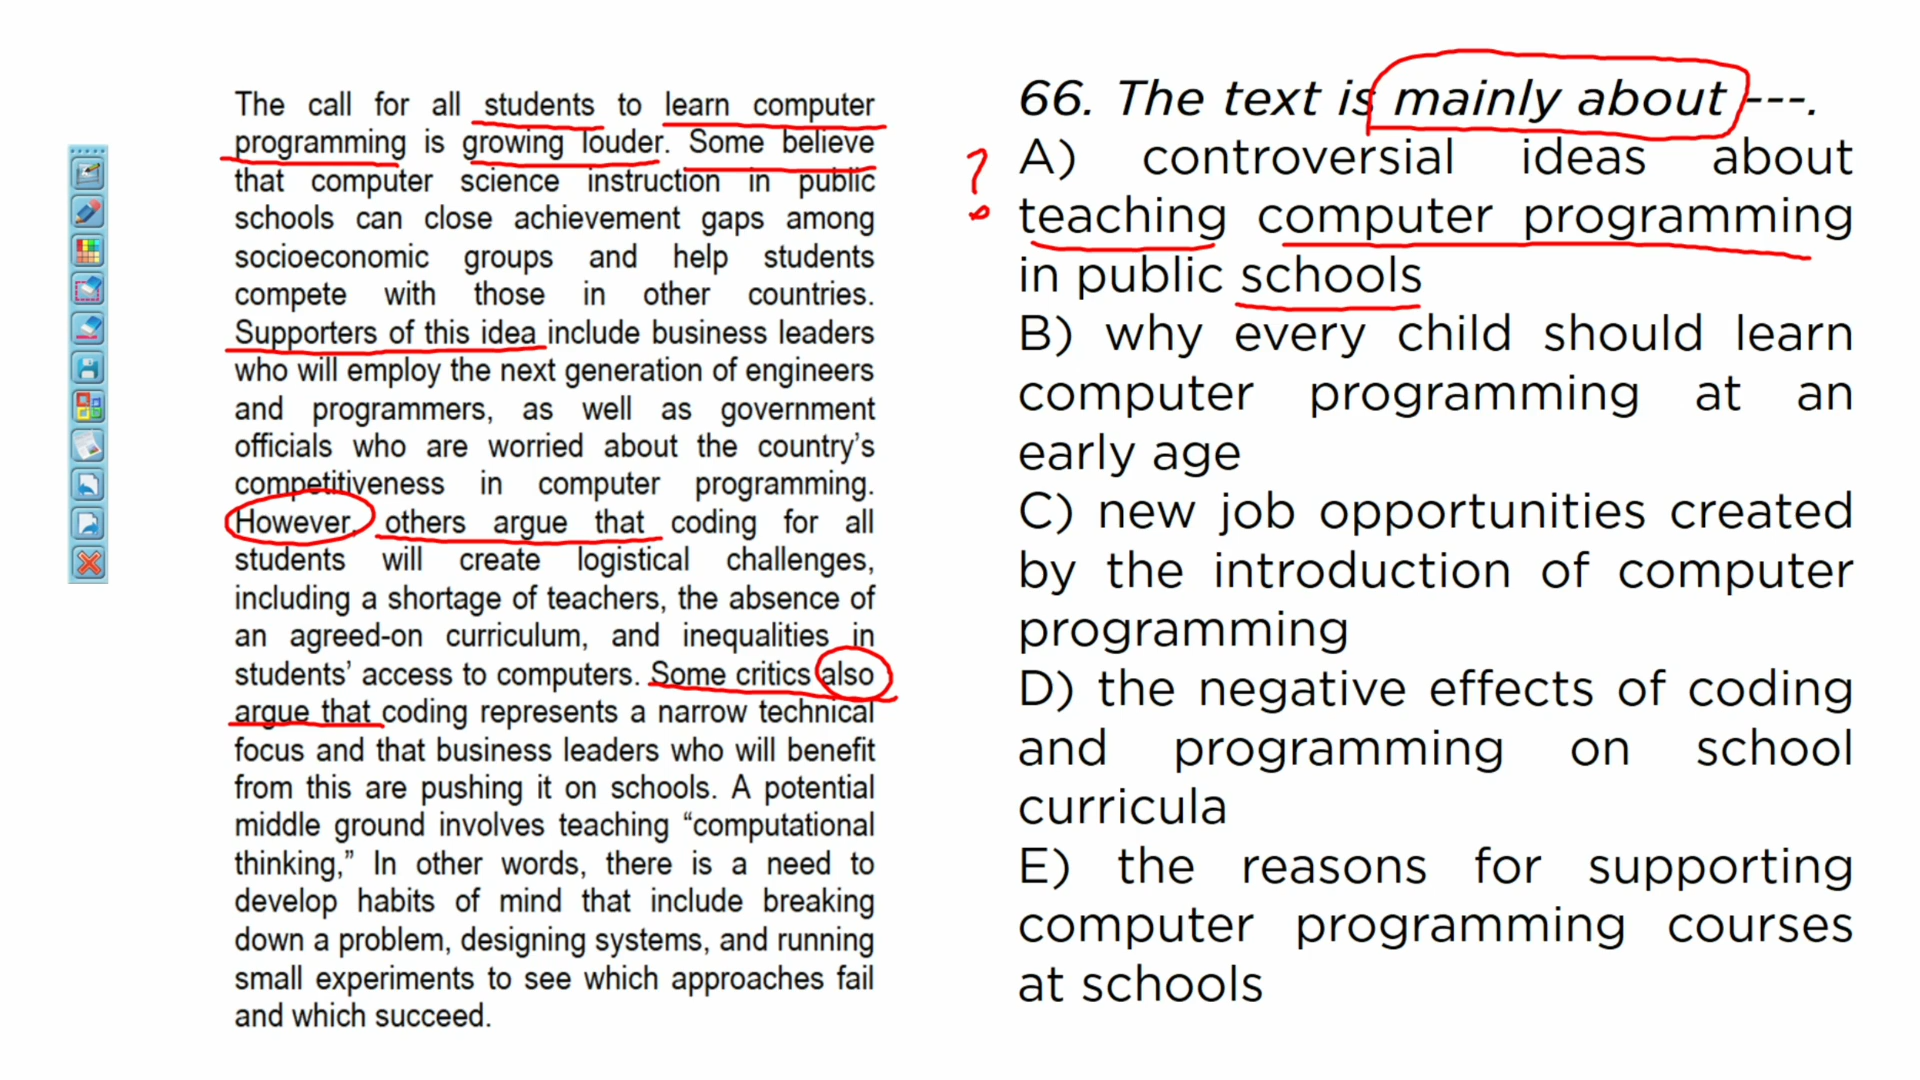 The call for all students to learn computer
programming is growing louder. Some believe
that computer science instruction in public
schools can close achievement gaps among
socioeconomic groups and help students
compete with those in other countries.
Supporters of this idea include business leaders
who will employ the next generation of engineers
and programmers, as well as government
officials who are worried about the country's
competitiveness in computer programming.
However, others argue that coding for all
students will create logistical challenges,
including a shortage of teachers, the absence of
an agreed-on curriculum, and inequalities in
students' access to computers. Some critics also
argue that coding represents a narrow technical
focus and that business leaders who will benefit
from this are pushing it on schools. A potential
middle ground involves teaching “computational
thinking,” In other words, there is a need to
develop habits of mind that include breaking
down a problem, designing systems, and running
small experiments to see which approaches fail
and which succeed.
66. The text is mainly about ---.
? A) controversial ideas about
teaching computer programming
in public schools
B) why every child should learn
computer programming at an
early age
C) new job opportunities created
by the introduction of computer
programming
D) the negative effects of coding
and programming on school
curricula
E) the reasons for supporting
computer programming courses
at schools